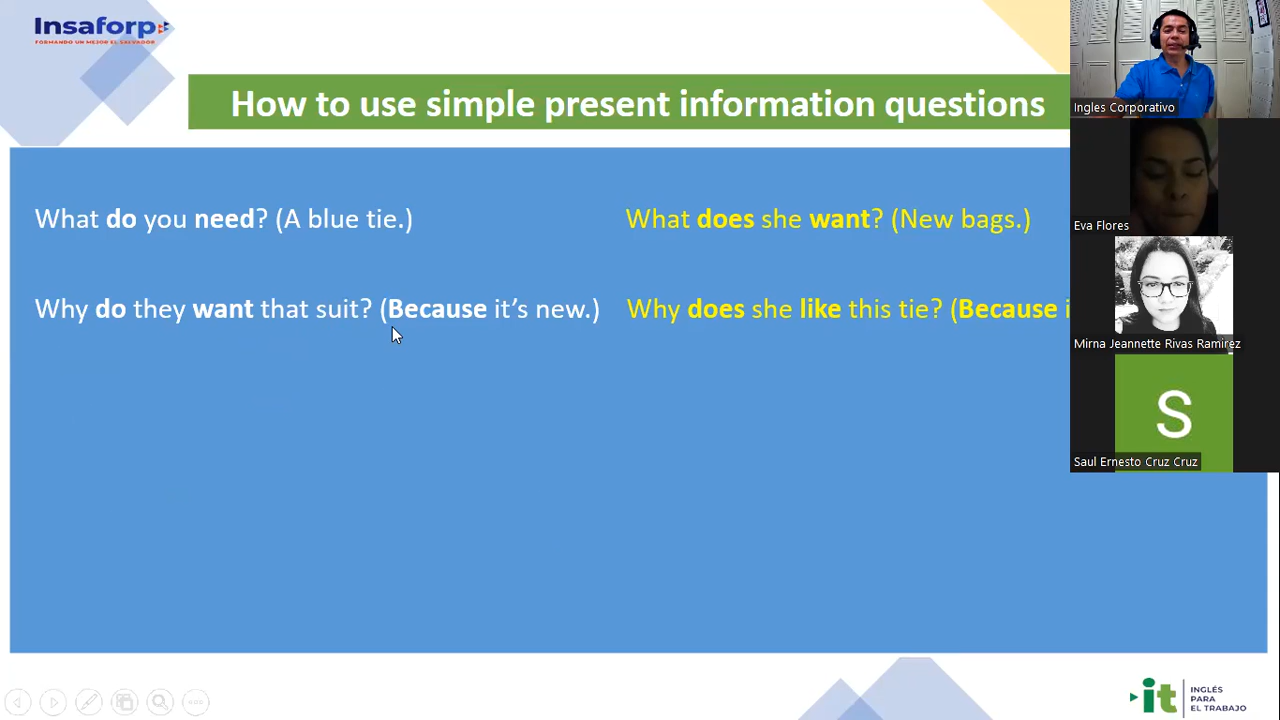 Insaforp
FORMANDO UN MEJOR EL SALVADOR
How to use simple present information questions
What do you need? (A blue tie.)
What does she want? (New bags.)
Why do they want that suit? (Because it's new.)
Why does she like this tie? (Because i
Ingles Corporativo
Eva Flores
Mirna Jeannette Rivas Ramirez
S
Saul Ernesto Cruz Cruz
it
INGLÉS
PARA
EL TRABAJO